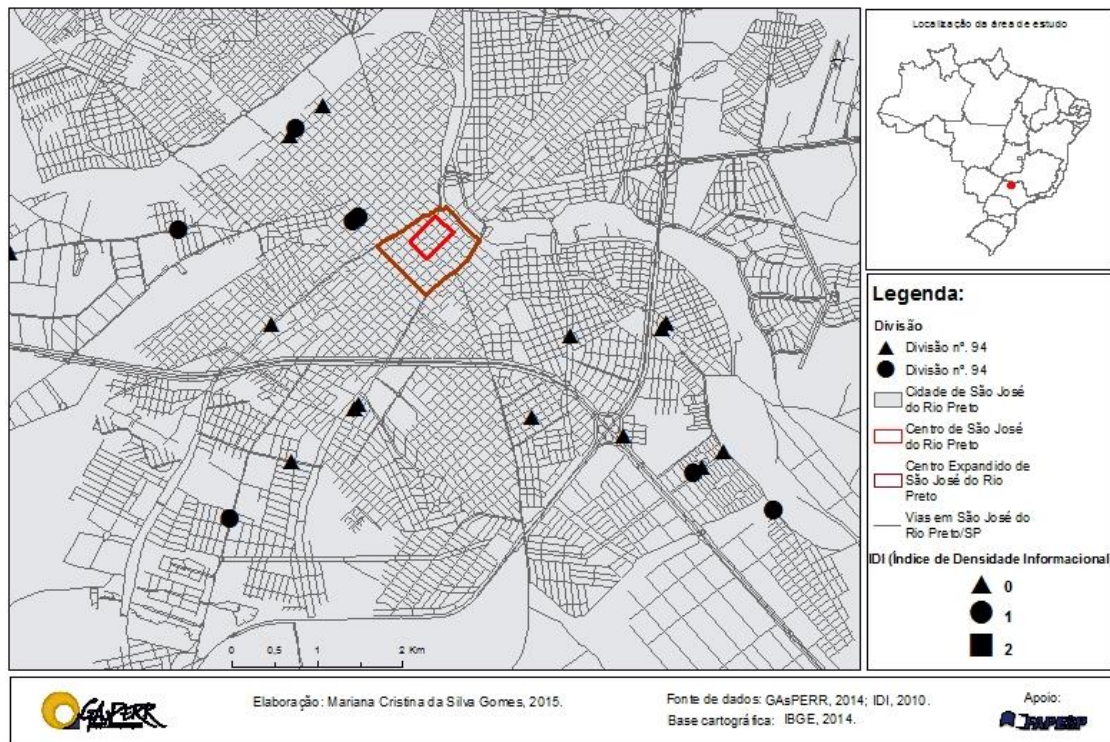 Localização da área de estudo
Legenda:
Divisão
Divisão nº. 94
Divisão nº. 94
Cidade de São José
do Rio Preto
Centro de São José
do Rio Preto
Centro Expandido de
São José do Rio
Preto
Vias em São José do
Rio Preto/SP
IDI (Índice de Densidade Informacional
0
1
2
0 0,5 1 2 Km
GAsPERR
Elaboração: Mariana Cristina da Silva Gomes, 2015.
Fonte de dados: GAsPERR, 2014; IDI, 2010.
Base cartográfica: IBGE, 2014.
Apoio:
FAPESP